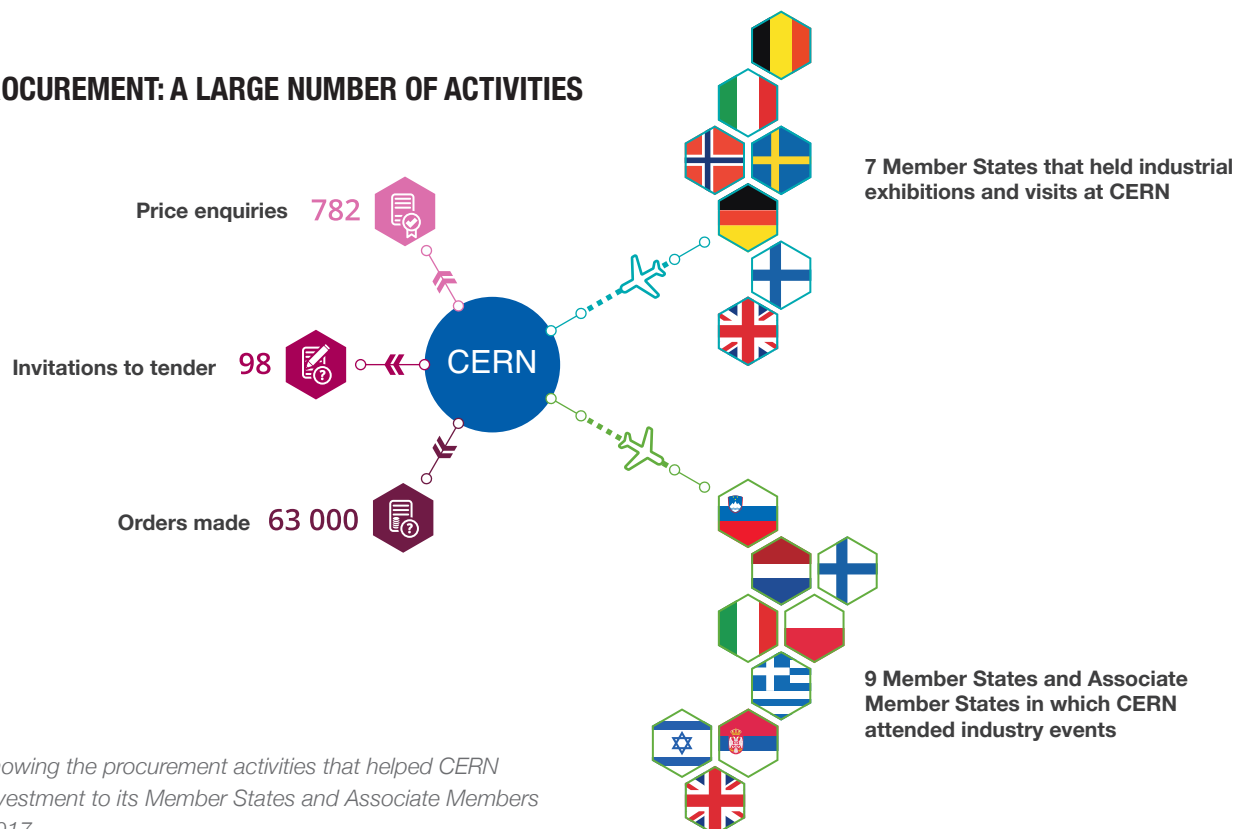 OCUREMENT: A LARGE NUMBER OF ACTIVITIES
7 Member States that held industrial
exhibitions and visits at CERN
Price enquiries 782
Invitations to tender 98
CERN
Orders made 63 000
9 Member States and Associate
Member States in which CERN
attended industry events
owing the procurement activities that helped CERN
vestment to its Member States and Associate Members